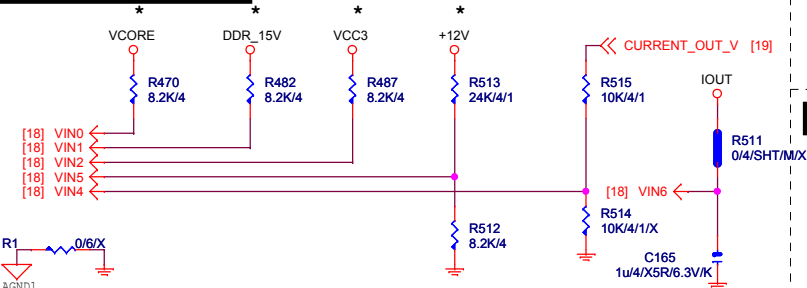 * * * *
VCORE DDR_15V VCC3 +12V
CURRENT_OUT_V [19]
IOUT
R470
8.2K/4
R482
8.2K/4
R487
8.2K/4
R513
24K/4/1
R515
10K/4/1
R511
0/4/SHT/M/X
[18] VIN0
[18] VIN1
[18] VIN2
[18] VIN5
[18] VIN4
[18] VIN6
R512
8.2K/4
R514
10K/4/1/X
R1 0/6/X
C165
1u/4/X5R/6.3V/K
AGND1